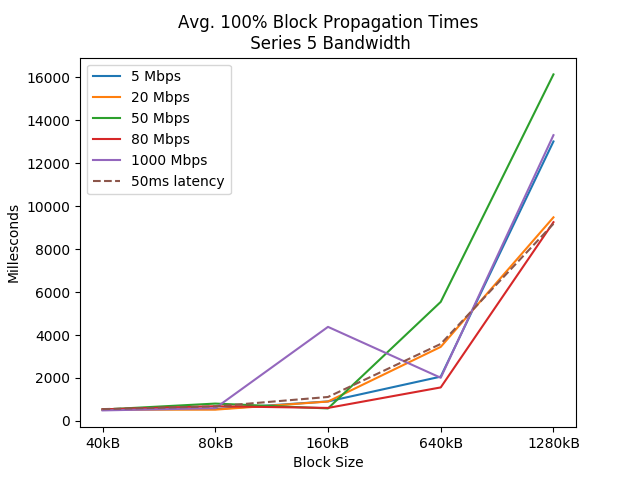 Avg. 100% Block Propagation Times
Series 5 Bandwidth
5 Mbps
20 Mbps
50 Mbps
80 Mbps
1000 Mbps
50ms latency
16000
14000
12000
10000
8000
6000
4000
2000
0
Millesconds
40kB
80kB
160kB
640kB
1280kB
Block Size